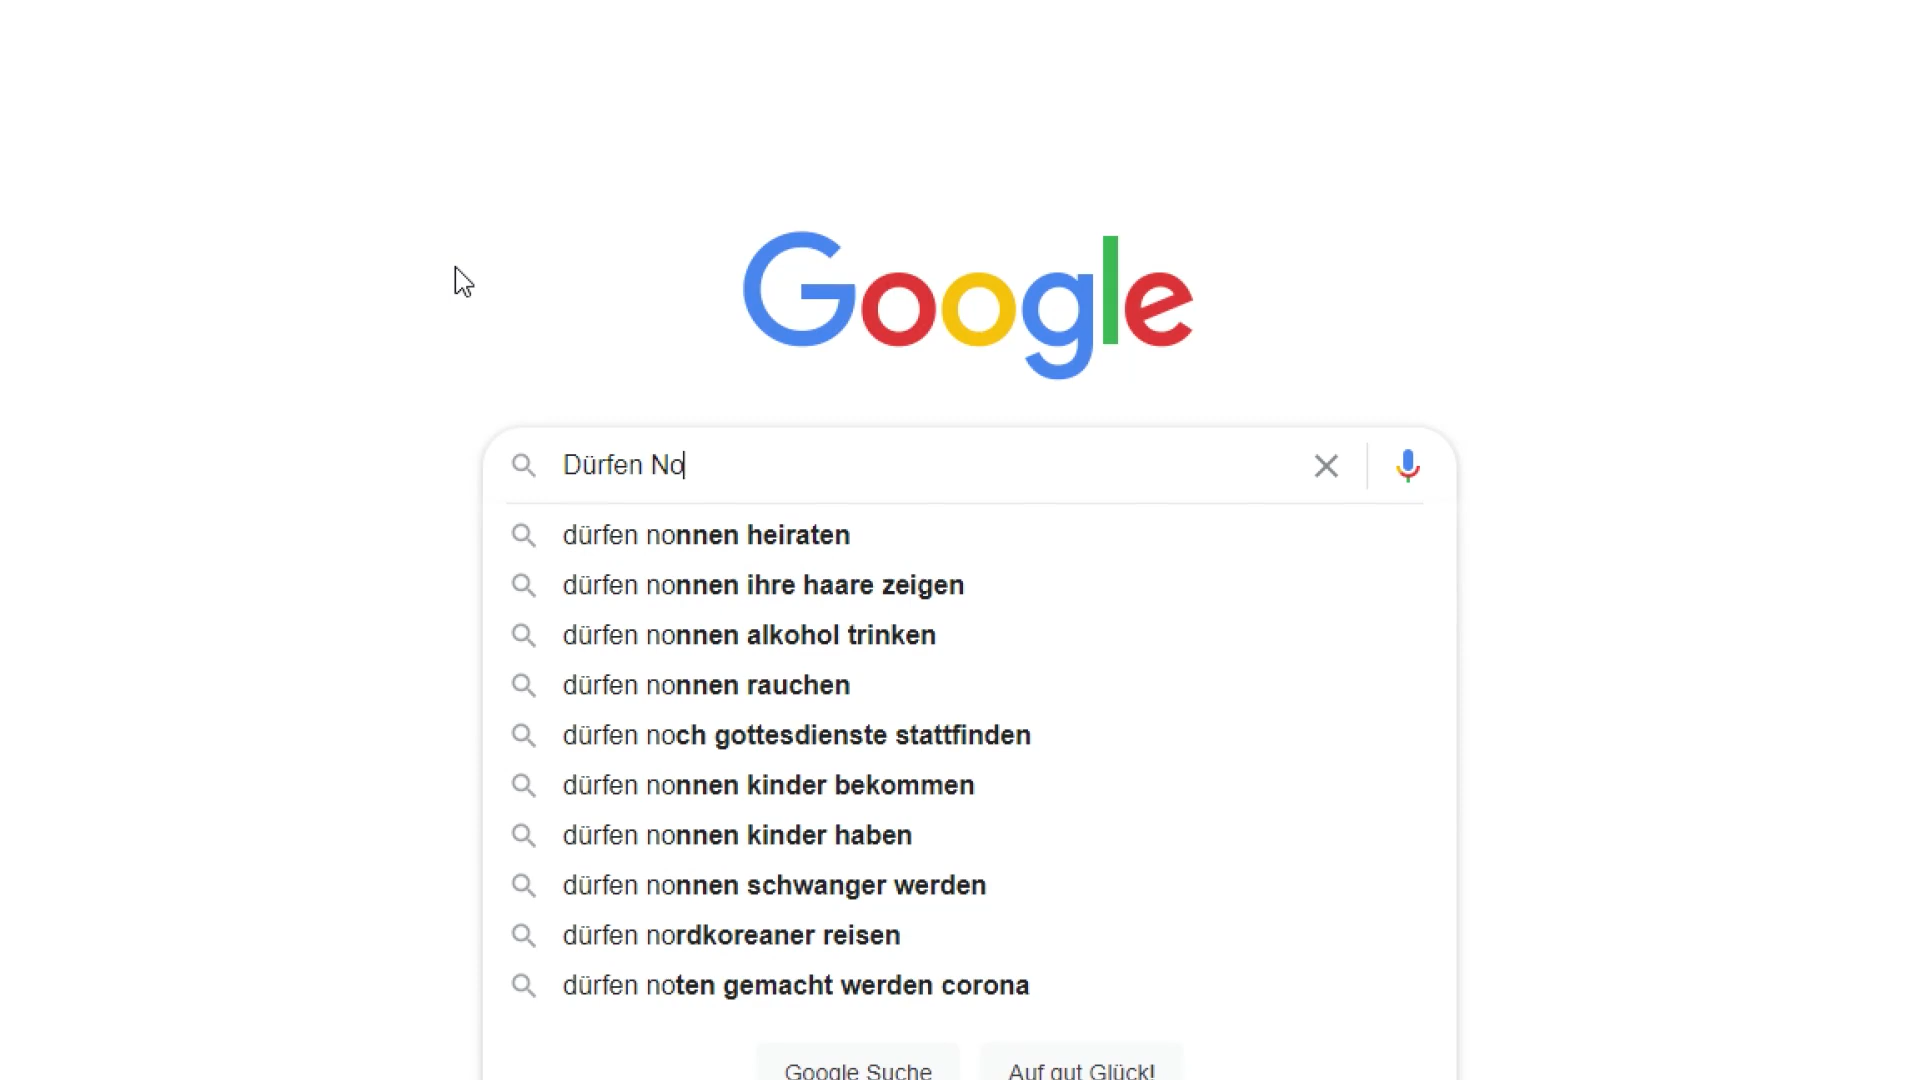 Google
Dürfen No
dürfen nonnen heiraten
dürfen nonnen ihre haare zeigen
dürfen nonnen alkohol trinken
dürfen nonnen rauchen
dürfen noch gottesdienste stattfinden
dürfen nonnen kinder bekommen
dürfen nonnen kinder haben
dürfen nonnen schwanger werden
dürfen nordkoreaner reisen
dürfen noten gemacht werden corona
Google Suche Auf gut Glück!